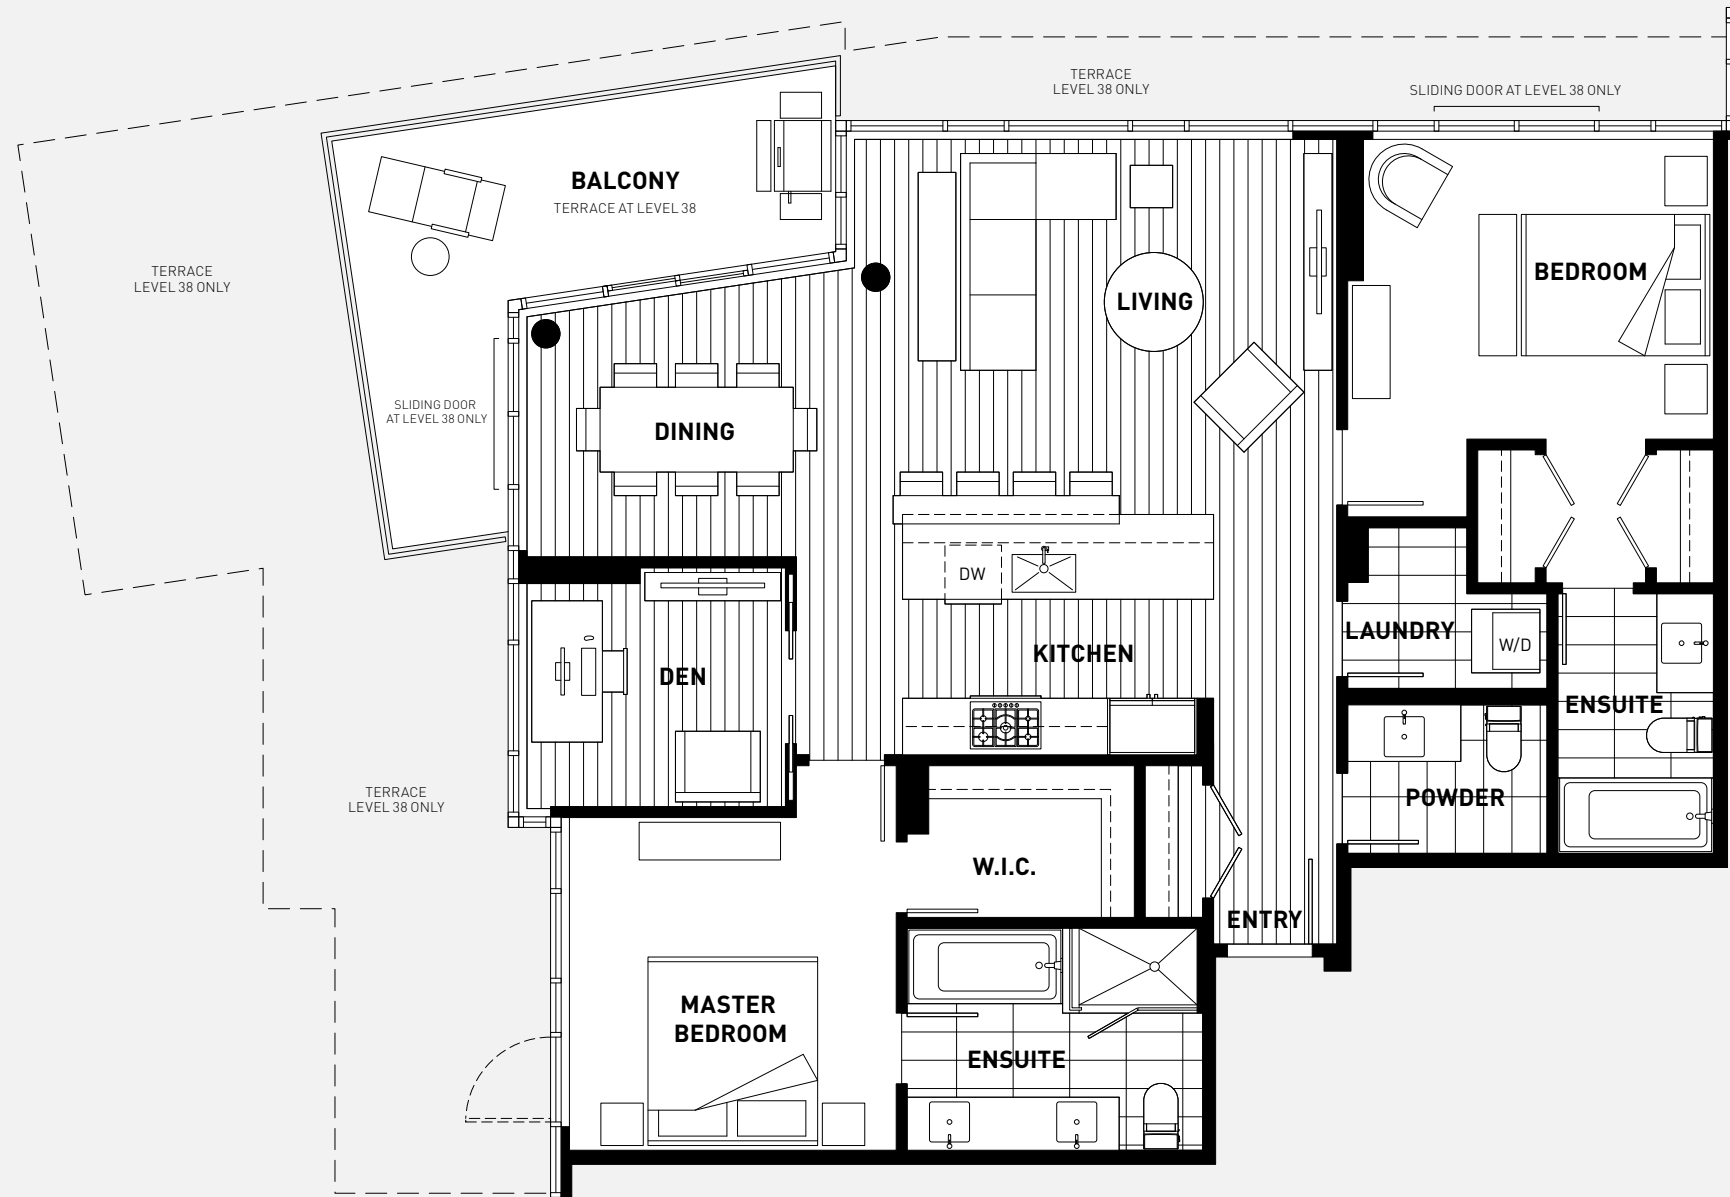 TERRACE
LEVEL 38 ONLY
SLIDING DOOR AT LEVEL 38 ONLY
BALCONY
TERRACE AT LEVEL 38
TERRACE
LEVEL 38 ONLY
LIVING
BEDROOM
SLIDING DOOR
AT LEVEL 38 ONLY
DINING
DW
KITCHEN
LAUNDRY
W/D
DEN
ENSUITE
TERRACE
LEVEL 38 ONLY
POWDER
W.I.C.
ENTRY
MASTER
BEDROOM
ENSUITE